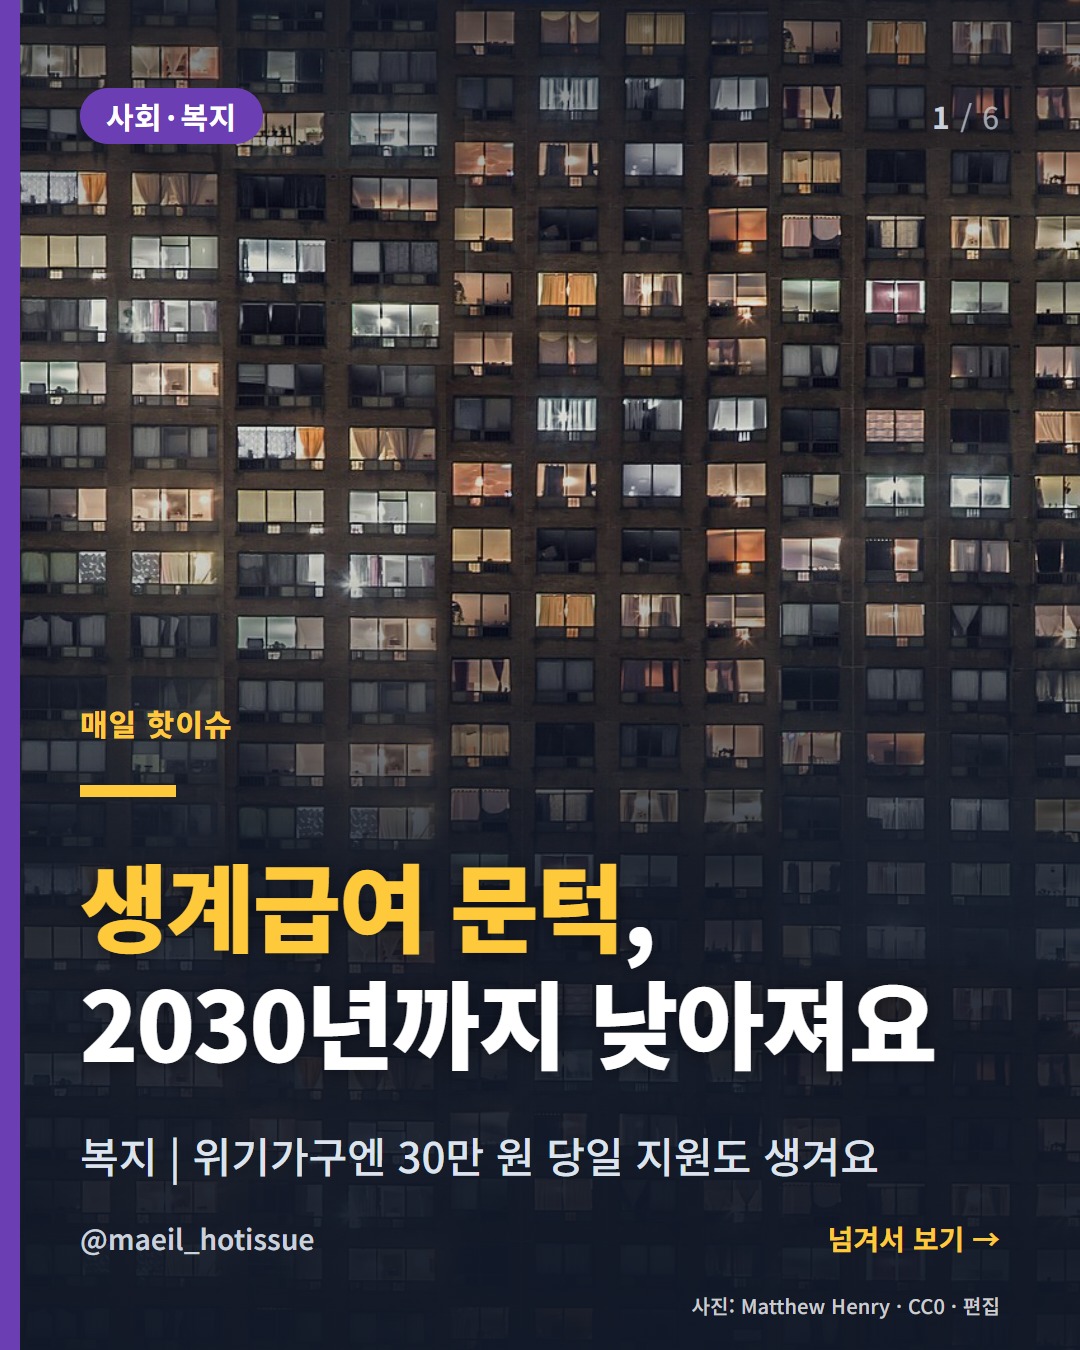 사회·복지
1 / 6
매일 핫이슈
생계급여 문턱,
2030년까지 낮아져요
복지 | 위기가구엔 30만 원 당일 지원도 생겨요
@maeil_hotissue
넘겨서 보기 →
사진: Matthew Henry · CC0 · 편집